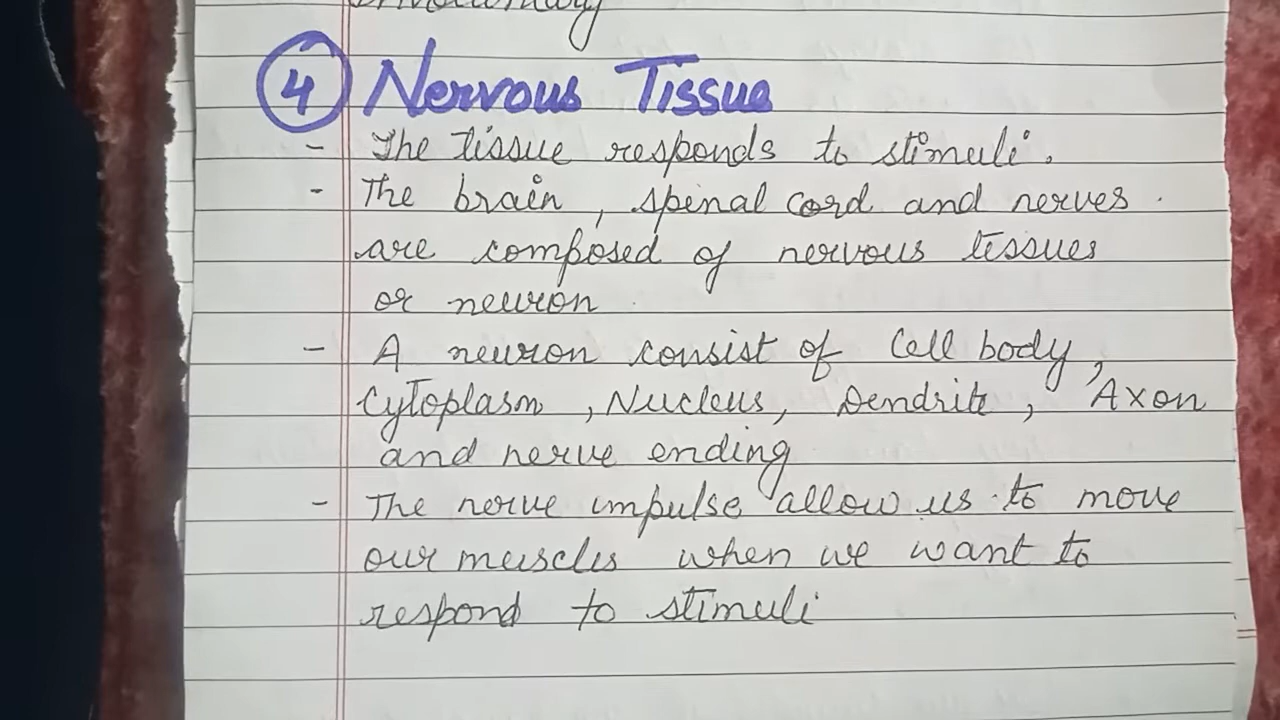 Involuntary
4 Nervous Tissue
- The tissue responds to stimuli.
- The brain, spinal cord and nerves
are composed of nervous tissues
or neuron
- A neuron consist of Cell body,
Cytoplasm, Nucleus, Dendrite, Axon
and nerve ending
- The nerve impulse allow us to move
our muscles when we want to
respond to stimuli